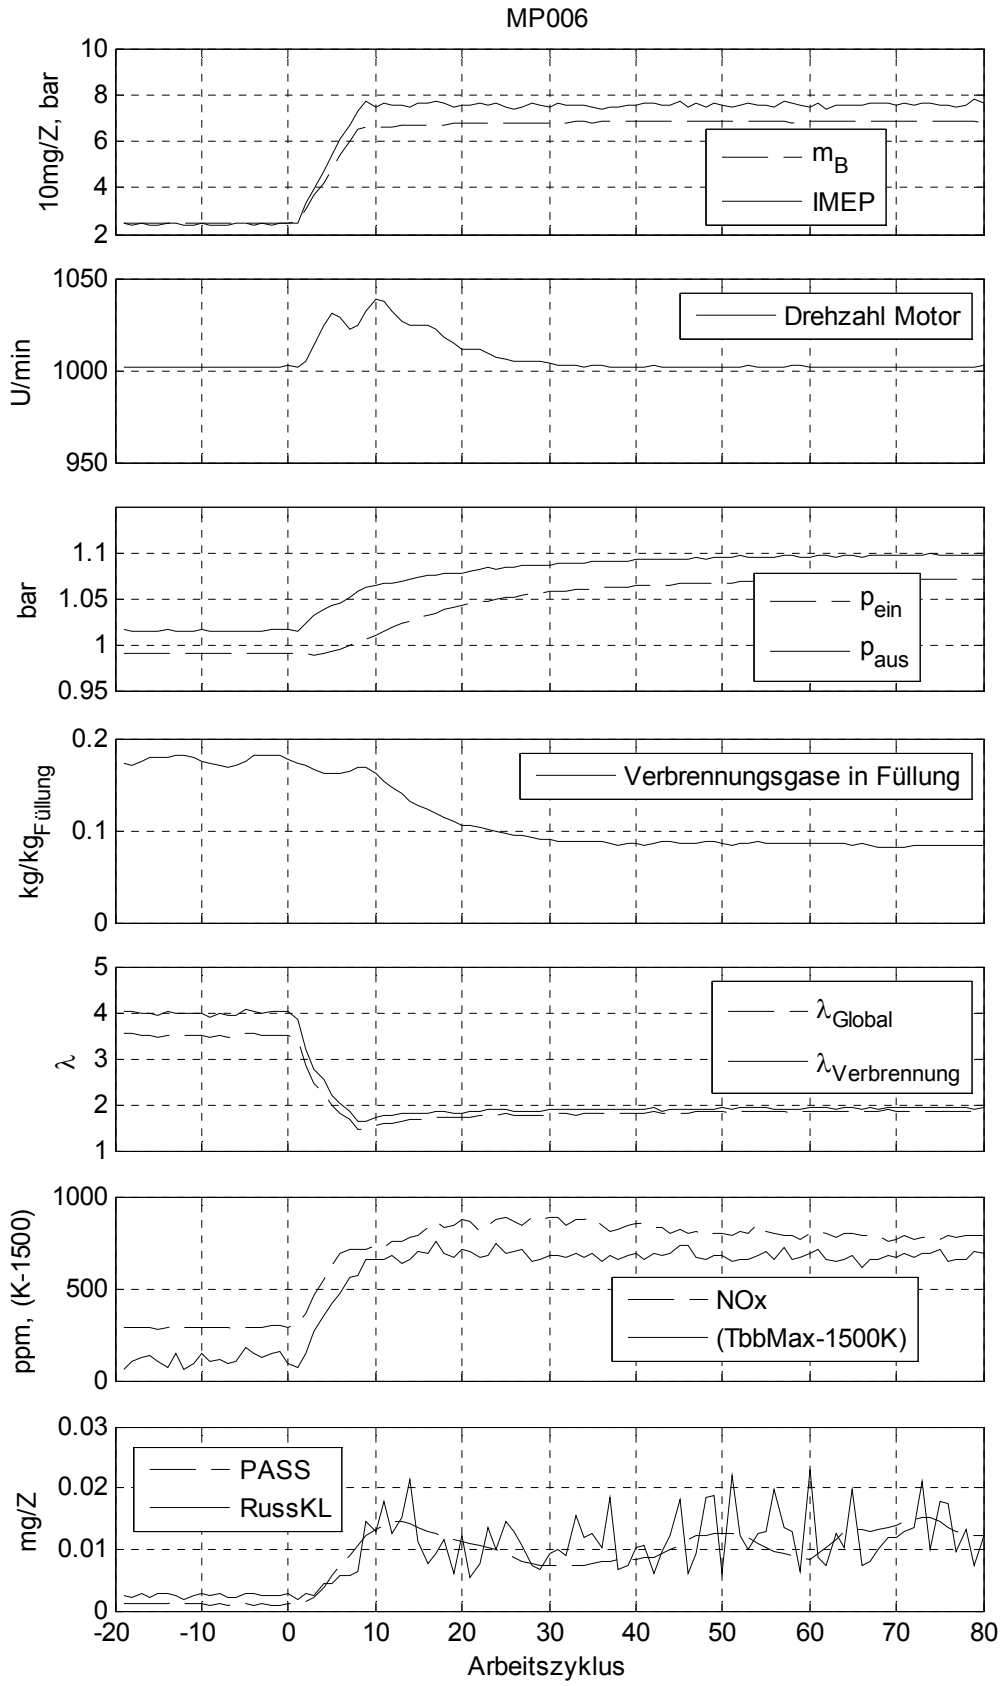 MP006
10mg/Z, bar
10
8
6
4
2
m_B
IMEP
U/min
1050
1000
950
Drehzahl Motor
bar
1.1
1.05
1
0.95
p_ein
p_aus
kg/kg_Füllung
0.2
0.1
0
Verbrennungsgase in Füllung
λ
5
4
3
2
1
λ_Global
λ_Verbrennung
ppm, (K-1500)
1000
500
0
NOx
(TbbMax-1500K)
mg/Z
0.03
0.02
0.01
0
PASS
RussKL
-20 -10 0 10 20 30 40 50 60 70 80
Arbeitszyklus